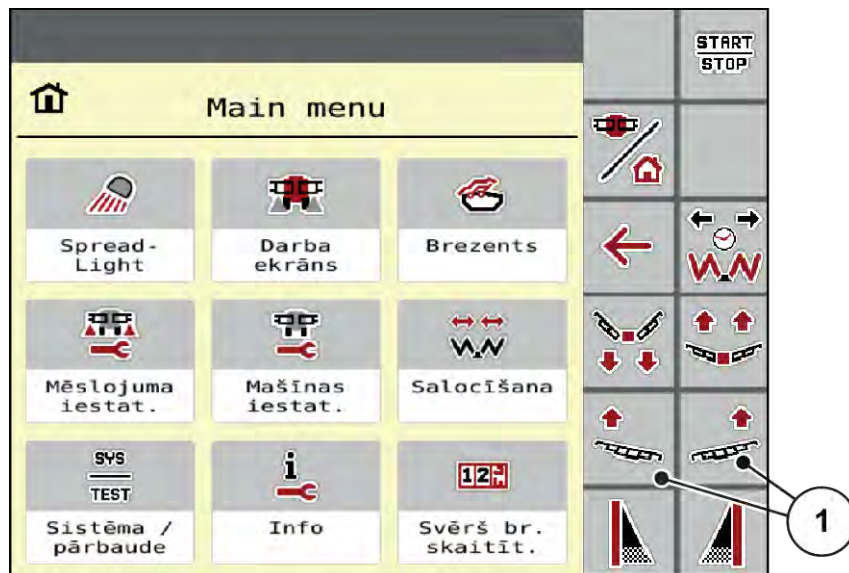 START
STOP
Main menu
Spread-
Light
Darba
ekrāns
Brezents
Mēslojuma
iestat.
Mašīnas
iestat.
Salocīšana
SYS
TEST
Sistēma /
pārbaude
i
Info
12
Svērš br.
skaitīt.
1